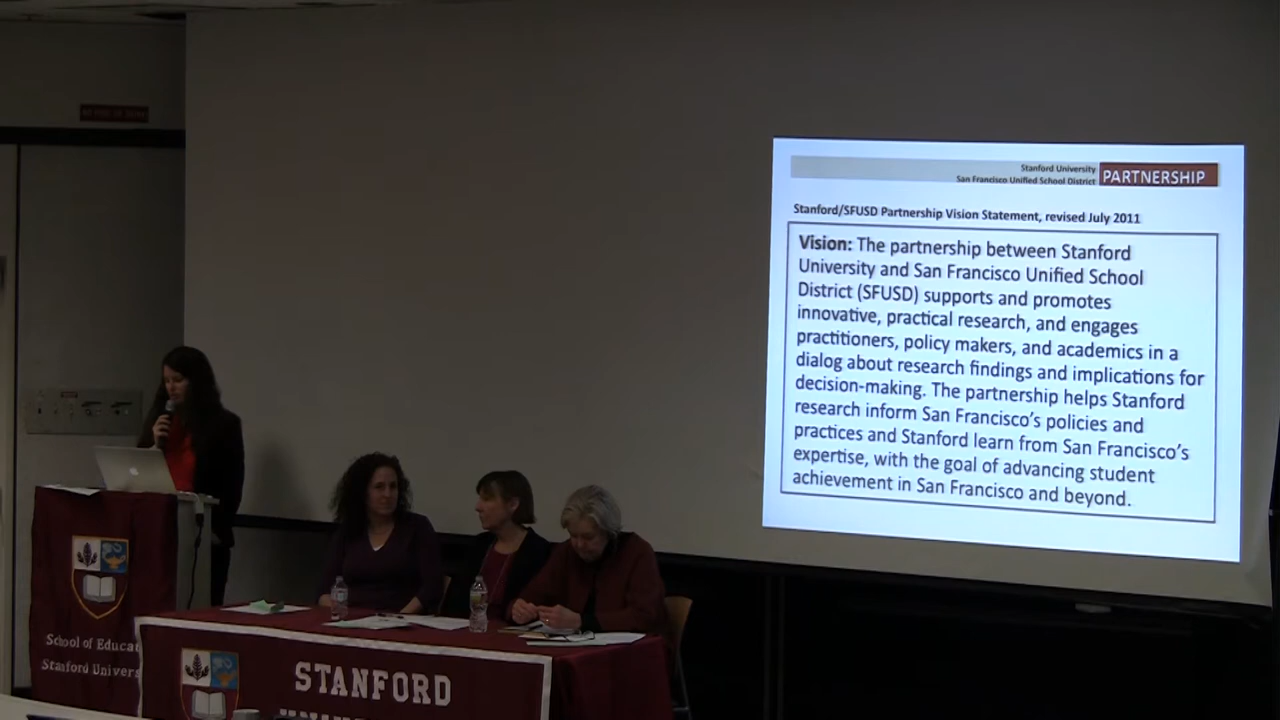 Stanford University
San Francisco Unified School District
PARTNERSHIP
Stanford/SFUSD Partnership Vision Statement, revised July 2011
Vision: The partnership between Stanford
University and San Francisco Unified School
District (SFUSD) supports and promotes
innovative, practical research, and engages
practitioners, policy makers, and academics in a
dialog about research findings and implications for
decision-making. The partnership helps Stanford
research inform San Francisco's policies and
practices and Stanford learn from San Francisco's
expertise, with the goal of advancing student
achievement in San Francisco and beyond.
School of Educat
Stanford Univers
STANFORD